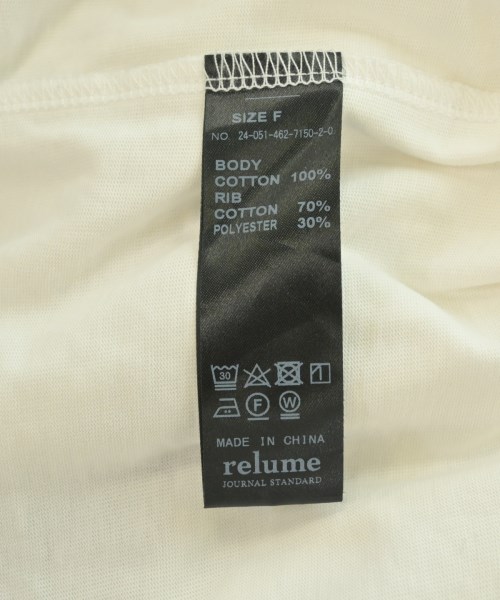 SIZE F
NO. 24-051-462-7150-2-0
BODY
COTTON 100%
RIB
COTTON 70%
POLYESTER 30%
30
F W
MADE IN CHINA
relume
JOURNAL STANDARD